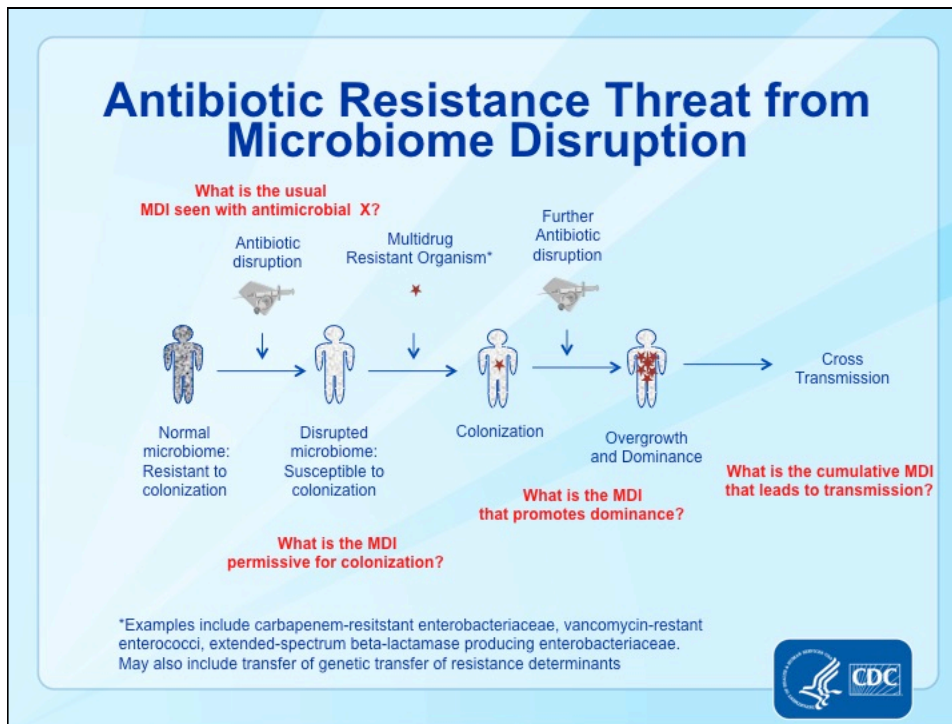 Antibiotic Resistance Threat from
Microbiome Disruption
What is the usual
MDI seen with antimicrobial X?
Antibiotic
disruption
Multidrug
Resistant Organism*
Further
Antibiotic
disruption
Cross
Transmission
Normal
microbiome:
Resistant to
colonization
Disrupted
microbiome:
Susceptible to
colonization
Colonization
Overgrowth
and Dominance
What is the MDI
permissive for colonization?
What is the MDI
that promotes dominance?
What is the cumulative MDI
that leads to transmission?
*Examples include carbapenem-resitstant enterobacteriaceae, vancomycin-restant
enterococci, extended-spectrum beta-lactamase producing enterobacteriaceae.
May also include transfer of genetic transfer of resistance determinants
CDC